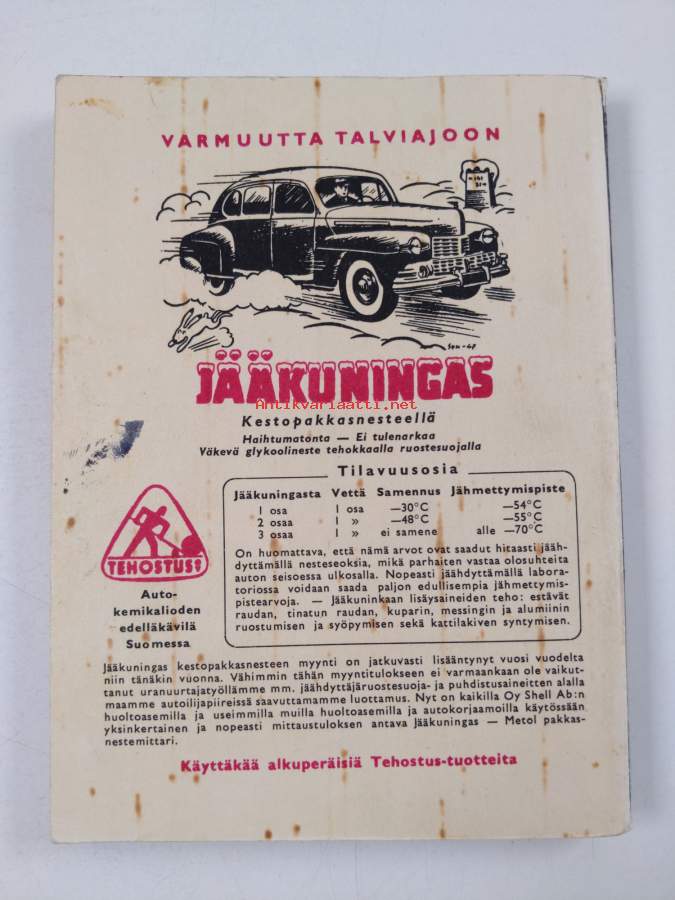 VARMUUTTA TALVIAJOON
JÄÄKUNINGAS
Antikvariaatti.net
Kestopakkasnesteellä
Haihtumatonta — Ei tulenarkaa
Väkevä glykoolineste tehokkaalla ruostesuojalla
Tilavuusosia
Jääkuningasta Vettä Samennus Jähmettymispiste
1 osa 1 osa —30°C —54°C
2 osaa 1 » —48°C —55°C
3 osaa 1 » ei samene alle —70°C
On huomattava, että nämä arvot ovat saadut hitaasti jääh-
dyttämällä nesteseoksia, mikä parhaiten vastaa olosuhteita
auton seisoessa ulkosalla. Nopeasti jäähdyttämällä labora-
toriossa voidaan saada paljon edullisempia jähmettymis-
pistearvoja. — Jääkuninkaan lisäysaineiden teho: estävät
raudan, tinatun raudan, kuparin, messingin ja alumiinin
ruostumisen ja syöpymisen sekä kattilakiven syntymisen.
TEHOSTUS
Auto-
kemikalioden
edelläkävilä
Suomessa
Jääkuningas kestopakkasnesteen myynti on jatkuvasti lisääntynyt vuosi vuodelta
niin tänäkin vuonna. Vähimmin tähän myyntitulokseen ei varmaankaan ole vaikut-
tanut uranuurtajatyöllämme mm. jäähdyttäjäruostesuoja- ja puhdistusaineitten alalla
maamme autoilijapiireissä saavuttamamme luottamus. Nyt on kaikilla Oy Shell Ab:n
huoltoasemilla ja useimmilla muilla huoltoasemilla ja autokorjaamoilla käytössään
yksinkertainen ja nopeasti mittaustuloksen antava Jääkuningas — Metol pakkas-
nestemittari.
Käyttäkää alkuperäisiä Tehostus-tuotteita